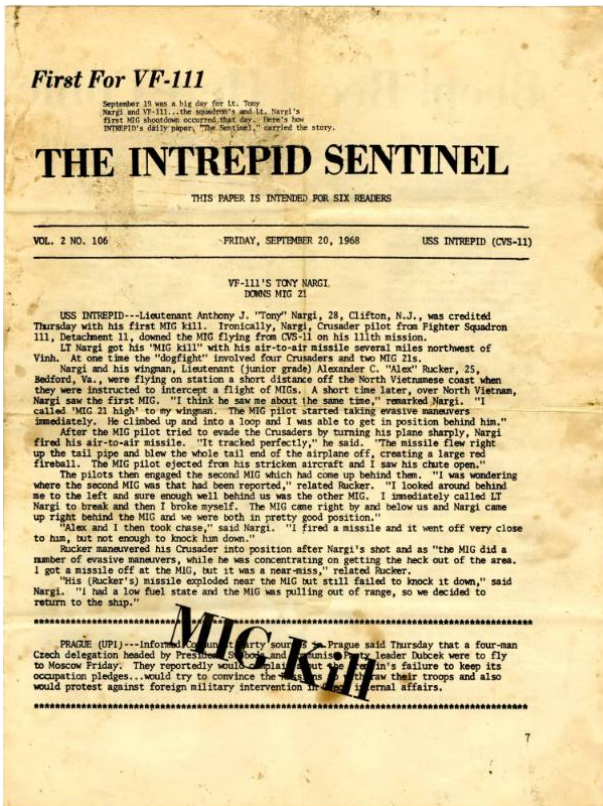 First For VF-111
September 19 was a big day for Lt. Tony
Nargi and VF-111...the squadron's and Lt. Nargi's
first MIG shootdown occurred that day. Here's how
INTREPID's daily paper, "The Sentinel," carried the story.
THE INTREPID SENTINEL
THIS PAPER IS INTENDED FOR SIX READERS
VOL. 2 NO. 106 FRIDAY, SEPTEMBER 20, 1968 USS INTREPID (CVS-11)
VF-111'S TONY NARGI
DOWNS MIG 21
USS INTREPID---Lieutenant Anthony J. "Tony" Nargi, 28, Clifton, N.J., was credited
Thursday with his first MIG kill. Ironically, Nargi, Crusader pilot from Fighter Squadron
111, Detachment 11, downed the MIG flying from CVS-11 on his 111th mission.
LT Nargi got his "MIG kill" with his air-to-air missile several miles northwest of
Vinh. At one time the "dogfight" involved four Crusaders and two MIG 21s.
Nargi and his wingman, Lieutenant (junior grade) Alexander C. "Alex" Rucker, 25,
Bedford, Va., were flying on station a short distance off the North Vietnamese coast when
they were instructed to intercept a flight of MIGs. A short time later, over North Vietnam,
Nargi saw the first MIG. "I think he saw me about the same time," remarked Nargi. "I
called 'MIG 21 high' to my wingman. The MIG pilot started taking evasive maneuvers
immediately. He climbed up and into a loop and I was able to get in position behind him."
After the MIG pilot tried to evade the Crusaders by turning his plane sharply, Nargi
fired his air-to-air missile. "It tracked perfectly," he said. "The missile flew right
up the tail pipe and blew the whole tail end of the airplane off, creating a large red
fireball. The MIG pilot ejected from his stricken aircraft and I saw his chute open."
The pilots then engaged the second MIG which had come up behind them. "I was wondering
where the second MIG was that had been reported," related Rucker. "I looked around behind
me to the left and sure enough well behind us was the other MIG. I immediately called LT
Nargi to break and then I broke myself. The MIG came right by and below us and Nargi came
up right behind the MIG and we were both in pretty good position."
"Alex and I then took chase," said Nargi. "I fired a missile and it went off very close
to him, but not enough to knock him down."
Rucker maneuvered his Crusader into position after Nargi's shot and as "the MIG did a
number of evasive maneuvers, while he was concentrating on getting the heck out of the area.
I got a missile off at the MIG, but it was a near-miss," related Rucker.
"His (Rucker's) missile exploded near the MIG but still failed to knock it down," said
Nargi. "I had a low fuel state and the MIG was pulling out of range, so we decided to
return to the ship."
MIG Kill
PRAGUE (UPI)---Informed party sources in Prague said Thursday that a four-man
Czech delegation headed by President and Party leader Dubcek were to fly
to Moscow Friday. They reportedly would about the failure to keep its
occupation pledges...would try to convince the their troops and also
would protest against foreign military intervention in affairs.
7